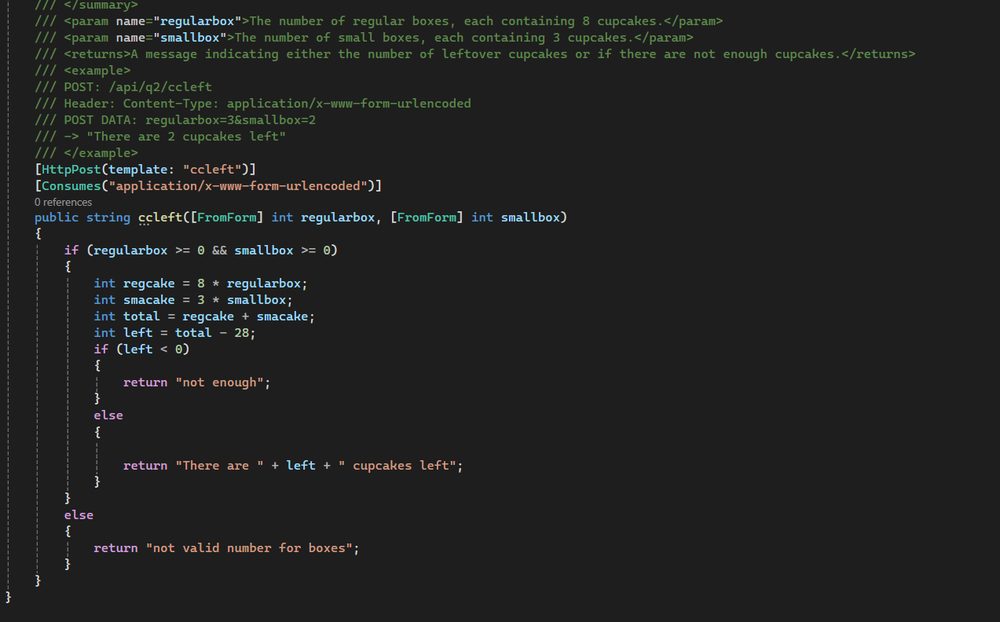 /// </summary>
/// <param name="regularbox">The number of regular boxes, each containing 8 cupcakes.</param>
/// <param name="smallbox">The number of small boxes, each containing 3 cupcakes.</param>
/// <returns>A message indicating either the number of leftover cupcakes or if there are not enough cupcakes.</returns>
/// <example>
/// POST: /api/q2/ccleft
/// Header: Content-Type: application/x-www-form-urlencoded
/// POST DATA: regularbox=3&smallbox=2
/// -> "There are 2 cupcakes left"
/// </example>
[HttpPost(template: "ccleft")]
[Consumes("application/x-www-form-urlencoded")]
0 references
public string ccleft([FromForm] int regularbox, [FromForm] int smallbox)
{
if (regularbox >= 0 && smallbox >= 0)
{
int regcake = 8 * regularbox;
int smacake = 3 * smallbox;
int total = regcake + smacake;
int left = total - 28;
if (left < 0)
{
return "not enough";
}
else
{
return "There are " + left + " cupcakes left";
}
}
else
{
return "not valid number for boxes";
}
}
}